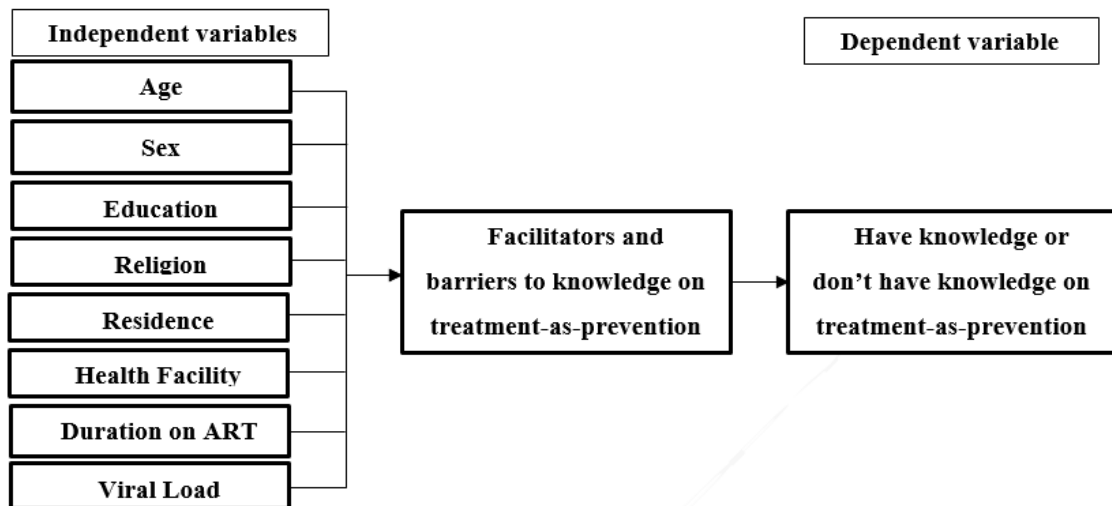 Independent variables
Dependent variable
Age
Sex
Education
Religion
Residence
Health Facility
Duration on ART
Viral Load
Facilitators and
barriers to knowledge on
treatment-as-prevention
Have knowledge or
don’t have knowledge on
treatment-as-prevention